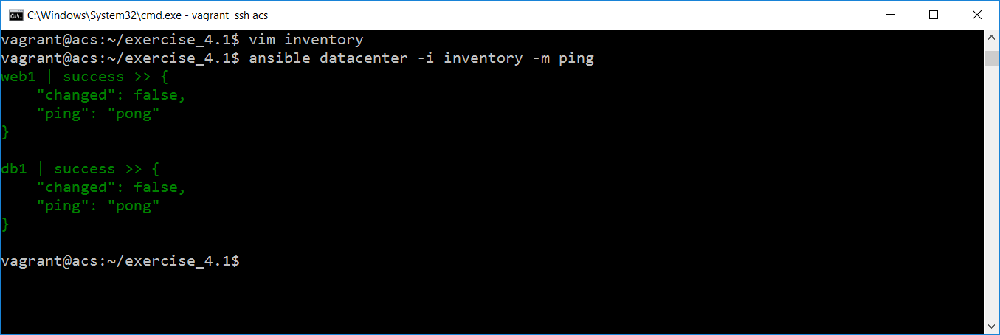 C:\Windows\System32\cmd.exe - vagrant  ssh acs
vagrant@acs:~/exercise_4.1$ vim inventory
vagrant@acs:~/exercise_4.1$ ansible datacenter -i inventory -m ping
web1 | success >> {
    "changed": false,
    "ping": "pong"
}

db1 | success >> {
    "changed": false,
    "ping": "pong"
}

vagrant@acs:~/exercise_4.1$